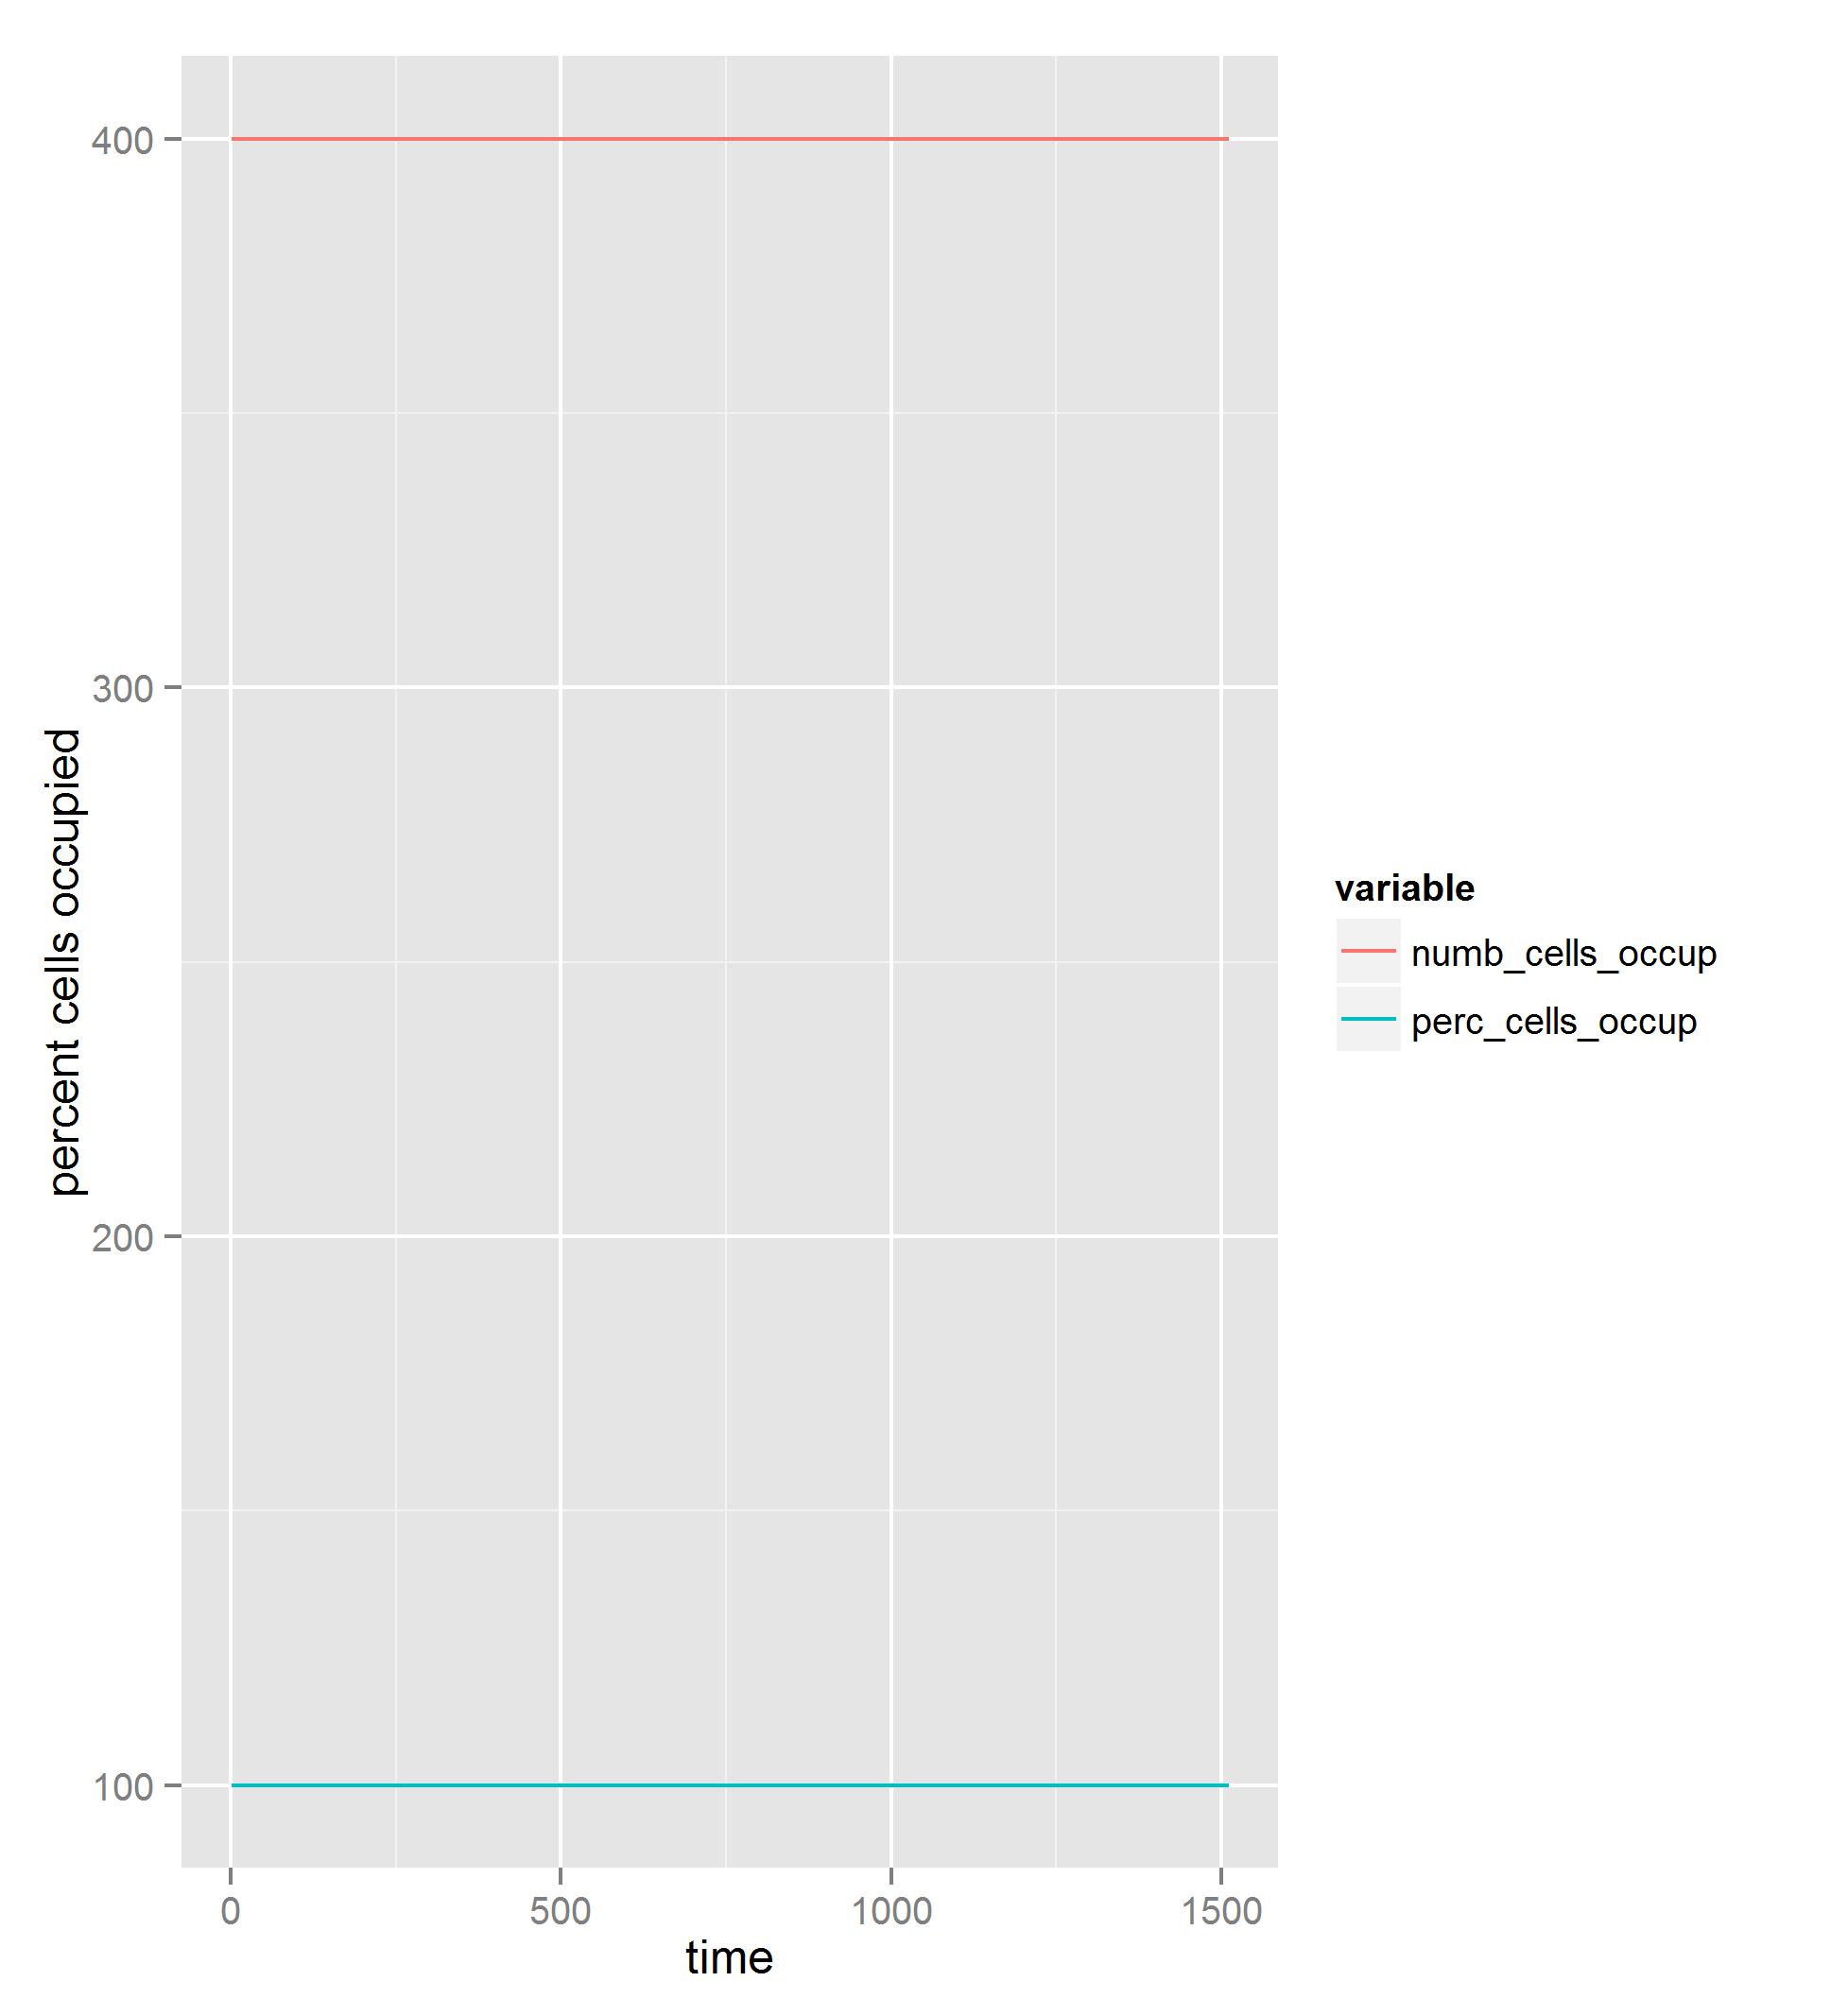 percent cells occupied
400
300
200
100
0 500 1000 1500
time
variable
numb_cells_occup
perc_cells_occup